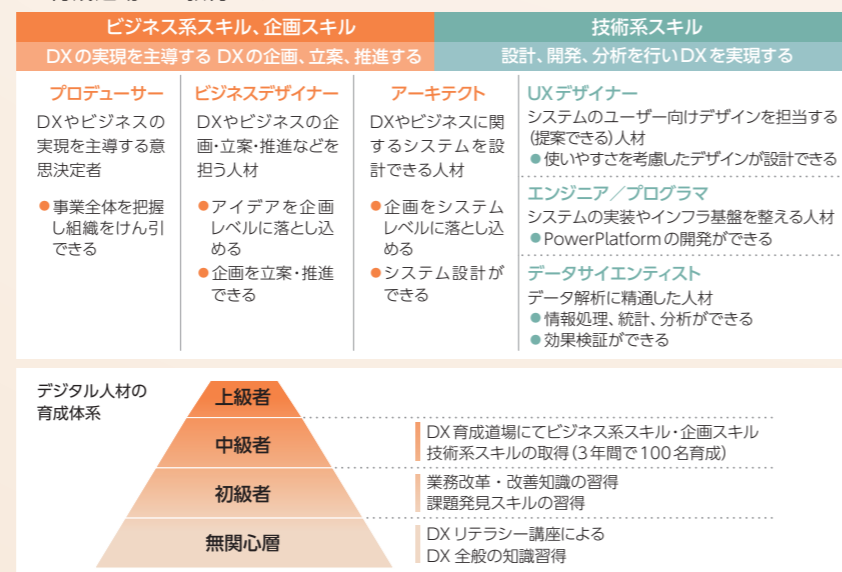 ビジネス系スキル、企画スキル
技術系スキル
DXの実現を主導する DXの企画、立案、推進する
設計、開発、分析を行いDXを実現する
プロデューサー
DXやビジネスの
実現を主導する意
思決定者
●事業全体を把握
し組織をけん引
できる
ビジネスデザイナー
DXやビジネスの企
画・立案・推進などを
担う人材
●アイデアを企画
レベルに落とし込
める
●企画を立案・推進
できる
アーキテクト
DXやビジネスに関
するシステムを設
計できる人材
●企画をシステム
レベルに落とし込
める
●システム設計が
できる
UXデザイナー
システムのユーザー向けデザインを担当する
(提案できる)人材
●使いやすさを考慮したデザインが設計できる
エンジニア／プログラマ
システムの実装やインフラ基盤を整える人材
●PowerPlatformの開発ができる
データサイエンティスト
データ解析に精通した人材
●情報処理、統計、分析ができる
●効果検証ができる
デジタル人材の
育成体系
上級者
中級者
DX育成道場にてビジネス系スキル・企画スキル
技術系スキルの取得(3年間で100名育成)
初級者
業務改革・改善知識の習得
課題発見スキルの習得
無関心層
DXリテラシー講座による
DX全般の知識習得